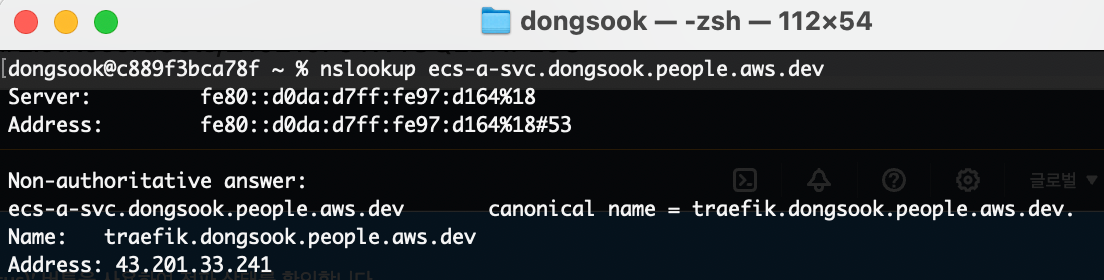 dongsook — -zsh — 112×54
[dongsook@c889f3bca78f ~ % nslookup ecs-a-svc.dongsook.people.aws.dev
Server: fe80::d0da:d7ff:fe97:d164%18
Address: fe80::d0da:d7ff:fe97:d164%18#53
Non-authoritative answer:
글로벌
ecs-a-svc.dongsook.people.aws.dev canonical name = traefik.dongsook.people.aws.dev.
Name: traefik.dongsook.people.aws.dev
Address: 43.201.33.241